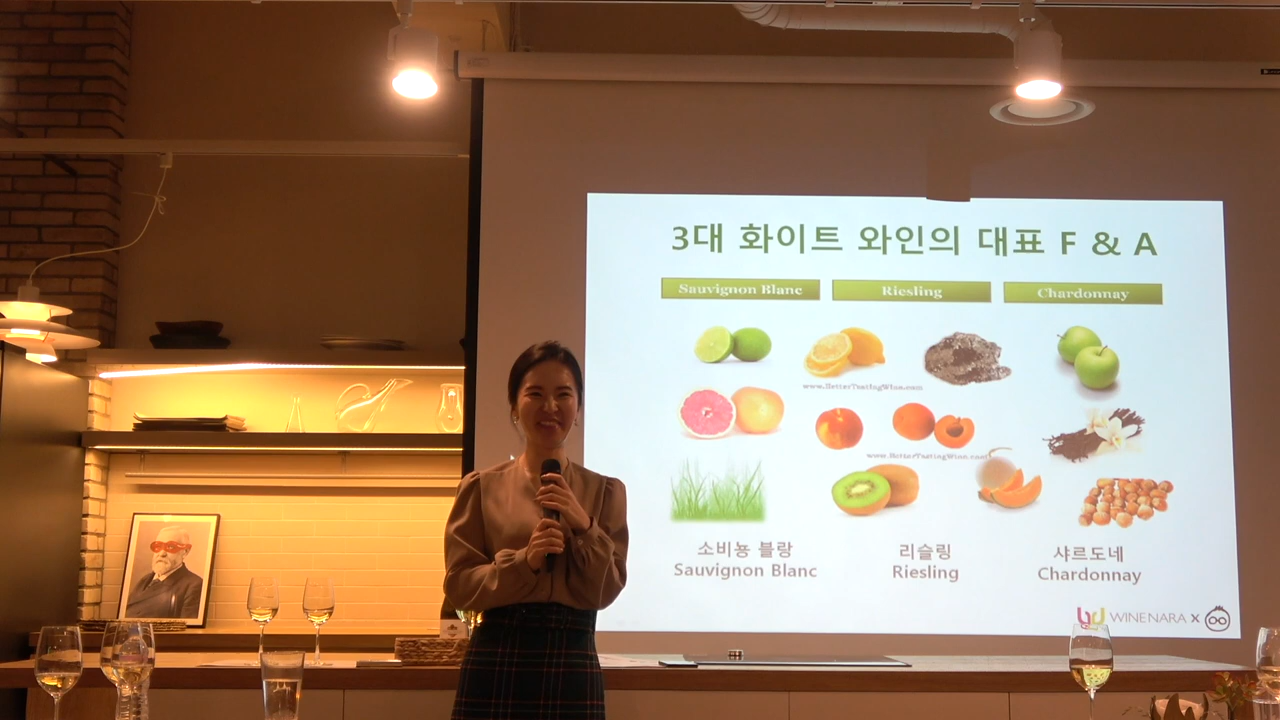 3대 화이트 와인의 대표 F & A
Sauvignon Blanc
Riesling
Chardonnay
www.BetterTastingWine.com
www.BetterTastingWine.com
소비뇽 블랑
Sauvignon Blanc
리슬링
Riesling
샤르도네
Chardonnay
WINENARA X